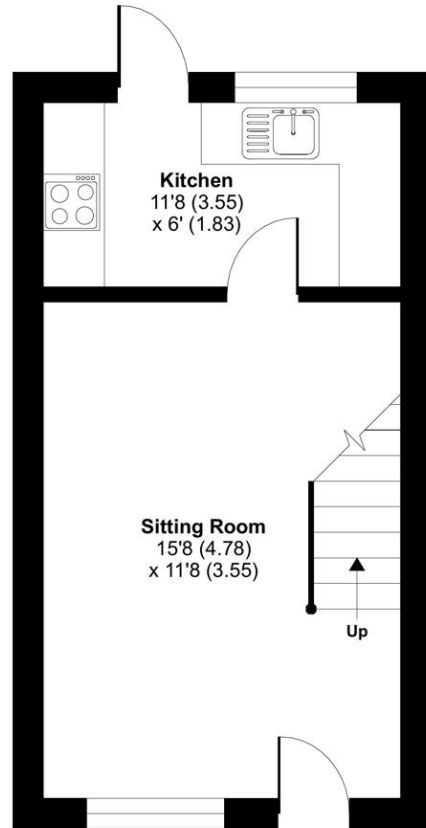 Kitchen
11'8 (3.55)
x 6' (1.83)
Sitting Room
15'8 (4.78)
x 11'8 (3.55)
Up